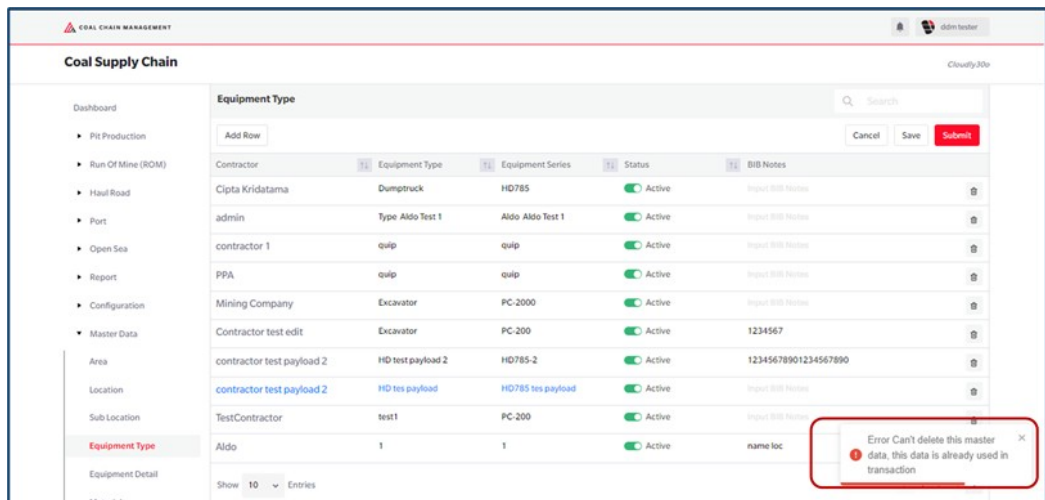 COAL CHAIN MANAGEMENT
ddm tester
Coal Supply Chain
Cloudly30o
Dashboard
Pit Production
Run Of Mine (ROM)
Haul Road
Port
Open Sea
Report
Configuration
Master Data
Area
Location
Sub Location
Equipment Type
Equipment Detail
Equipment Type
Search
Add Row
Cancel Save Submit
Contractor Equipment Type Equipment Series Status BIB Notes
Cipta Kridatama Dumptruck HD785 Active Input BIB Notes
admin Type Aldo Test 1 Aldo Aldo Test 1 Active Input BIB Notes
contractor 1 quip quip Active Input BIB Notes
PPA quip quip Active Input BIB Notes
Mining Company Excavator PC-2000 Active Input BIB Notes
Contractor test edit Excavator PC-200 Active 1234567
contractor test payload 2 HD test payload 2 HD785-2 Active 12345678901234567890
contractor test payload 2 HD tes payload HD785 tes payload Active Input BIB Notes
TestContractor test1 PC-200 Active Input BIB Notes
Aldo 1 1 Active name loc
Show 10 Entries
Error Can't delete this master
data, this data is already used in
transaction